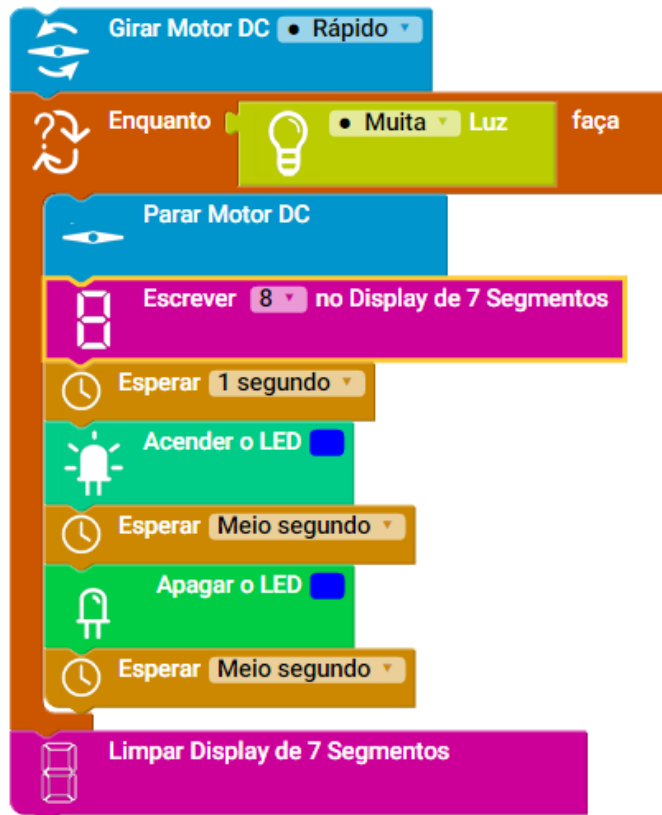 Girar Motor DC • Rápido
Enquanto • Muita Luz faça
Parar Motor DC
Escrever 8 no Display de 7 Segmentos
Esperar 1 segundo
Acender o LED
Esperar Meio segundo
Apagar o LED
Esperar Meio segundo
Limpar Display de 7 Segmentos